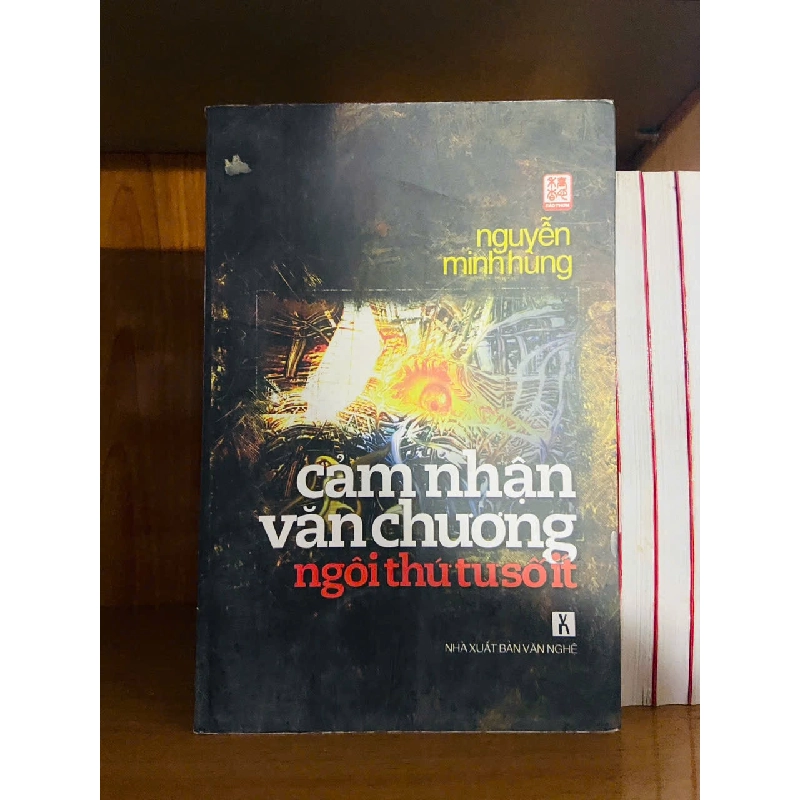 nguyễn
minh hùng
cảm nhận
văn chương
ngôi thứ tư số ít
NHÀ XUẤT BẢN VĂN NGHỆ